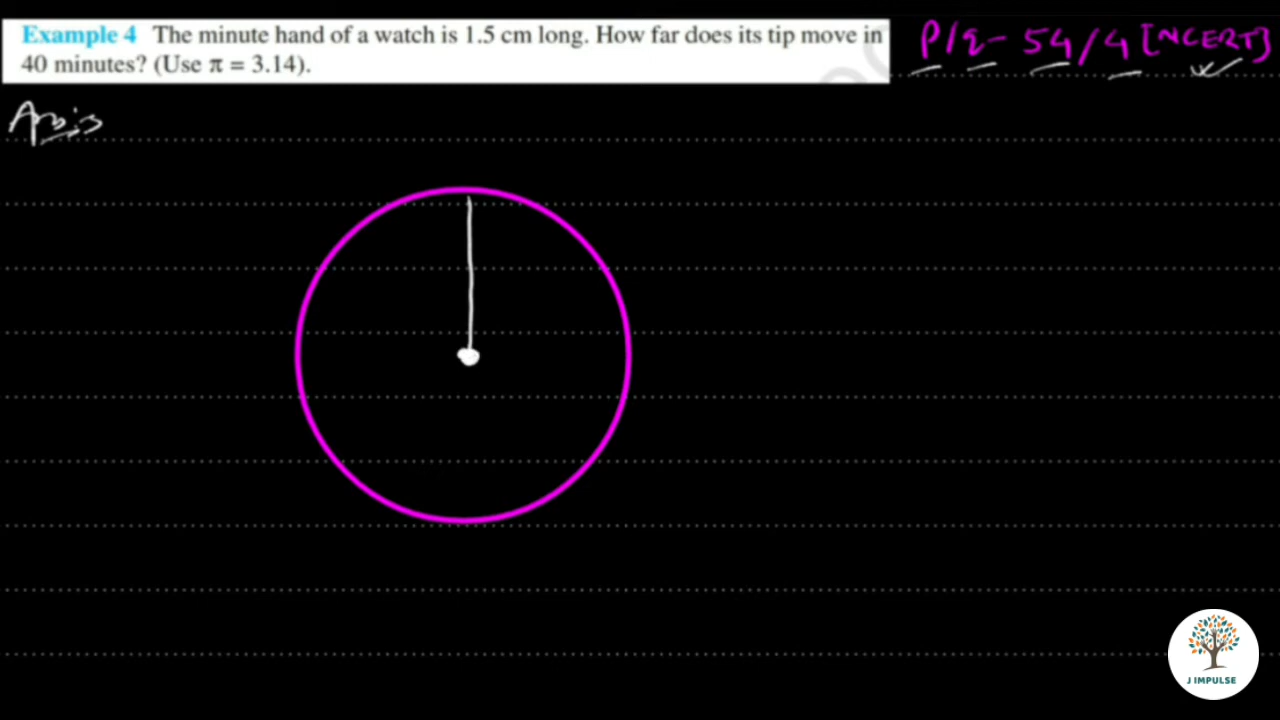 Example 4 The minute hand of a watch is 1.5 cm long. How far does its tip move in
40 minutes? (Use π = 3.14).
P/q- 54/4 [NCERT]
J IMPULSE